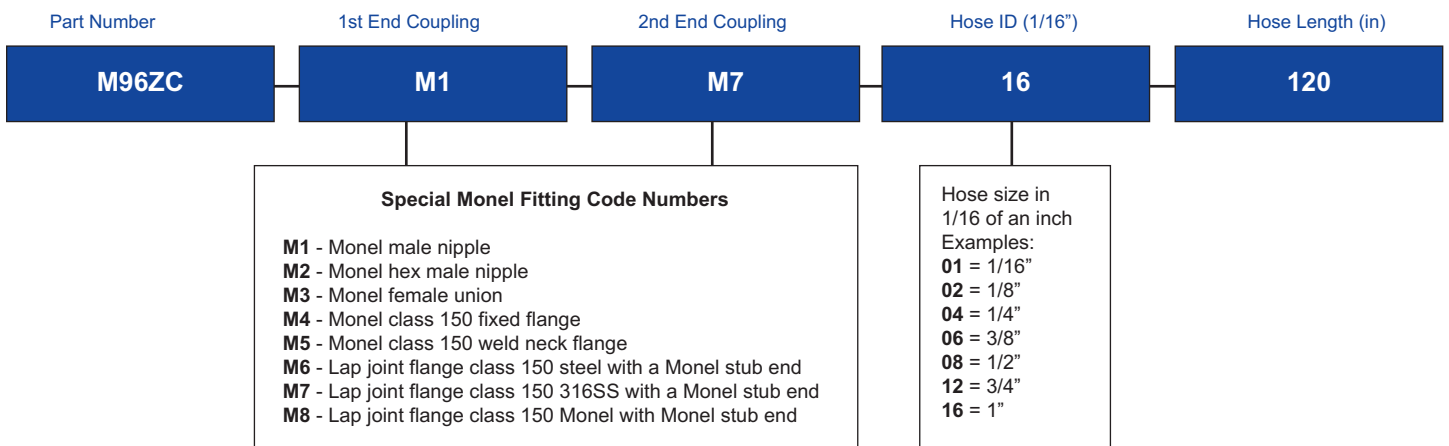 Part Number 1st End Coupling 2nd End Coupling Hose ID (1/16”) Hose Length (in)
M96ZC M1 M7 16 120
Special Monel Fitting Code Numbers
M1 - Monel male nipple
M2 - Monel hex male nipple
M3 - Monel female union
M4 - Monel class 150 fixed flange
M5 - Monel class 150 weld neck flange
M6 - Lap joint flange class 150 steel with a Monel stub end
M7 - Lap joint flange class 150 316SS with a Monel stub end
M8 - Lap joint flange class 150 Monel with Monel stub end
Hose size in
1/16 of an inch
Examples:
01 = 1/16”
02 = 1/8”
04 = 1/4”
06 = 3/8”
08 = 1/2”
12 = 3/4”
16 = 1”